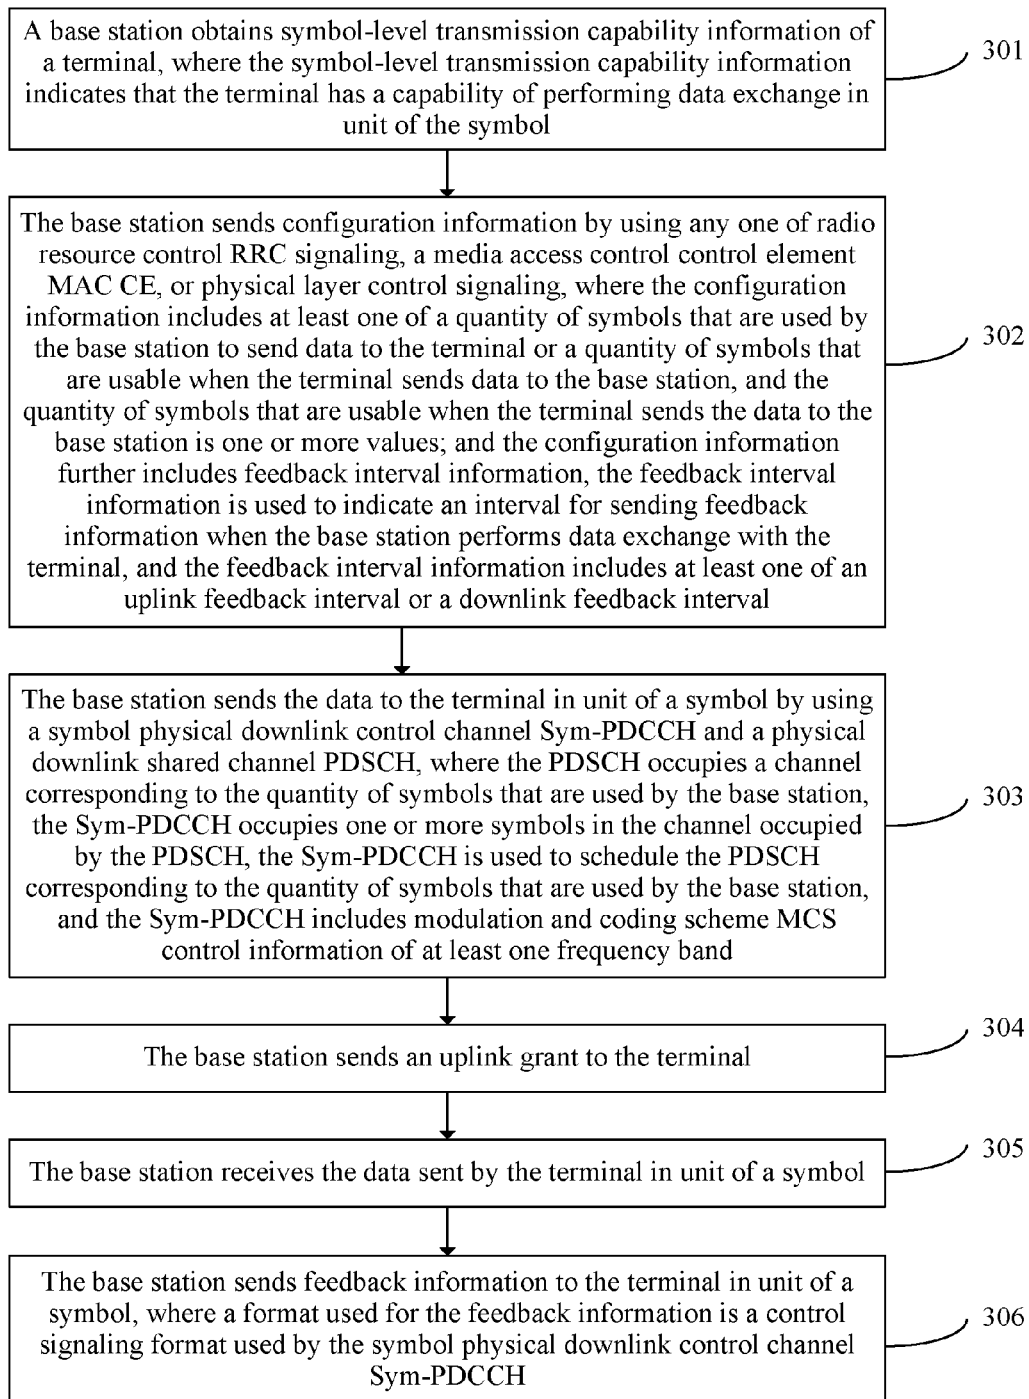 A base station obtains symbol-level transmission capability information of
a terminal, where the symbol-level transmission capability information
indicates that the terminal has a capability of performing data exchange in
unit of the symbol
301
The base station sends configuration information by using any one of radio
resource control RRC signaling, a media access control control element
MAC CE, or physical layer control signaling, where the configuration
information includes at least one of a quantity of symbols that are used by
the base station to send data to the terminal or a quantity of symbols that
are usable when the terminal sends data to the base station, and the
quantity of symbols that are usable when the terminal sends the data to the
base station is one or more values; and the configuration information
further includes feedback interval information, the feedback interval
information is used to indicate an interval for sending feedback
information when the base station performs data exchange with the
terminal, and the feedback interval information includes at least one of an
uplink feedback interval or a downlink feedback interval
302
The base station sends the data to the terminal in unit of a symbol by using
a symbol physical downlink control channel Sym-PDCCH and a physical
downlink shared channel PDSCH, where the PDSCH occupies a channel
corresponding to the quantity of symbols that are used by the base station,
the Sym-PDCCH occupies one or more symbols in the channel occupied
by the PDSCH, the Sym-PDCCH is used to schedule the PDSCH
corresponding to the quantity of symbols that are used by the base station,
and the Sym-PDCCH includes modulation and coding scheme MCS
control information of at least one frequency band
303
The base station sends an uplink grant to the terminal
304
The base station receives the data sent by the terminal in unit of a symbol
305
The base station sends feedback information to the terminal in unit of a
symbol, where a format used for the feedback information is a control
signaling format used by the symbol physical downlink control channel
Sym-PDCCH
306